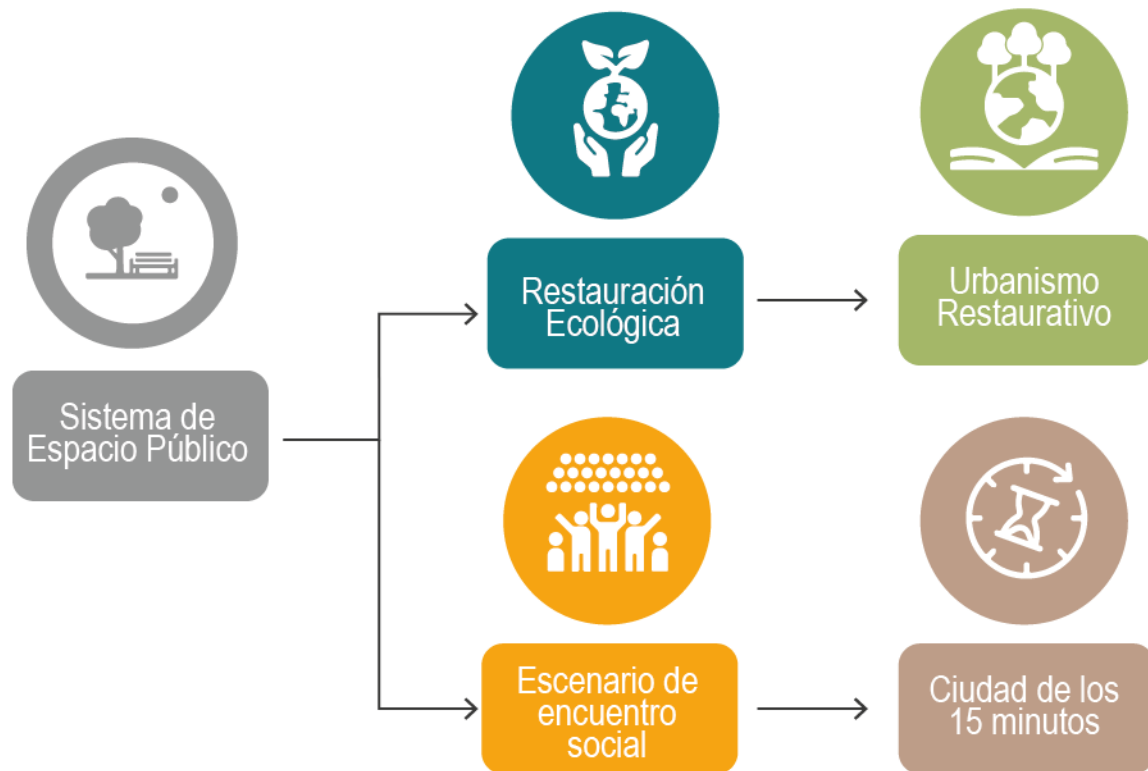 Sistema de
Espacio Público
Restauración
Ecológica
Urbanismo
Restaurativo
Escenario de
encuentro
social
Ciudad de los
15 minutos